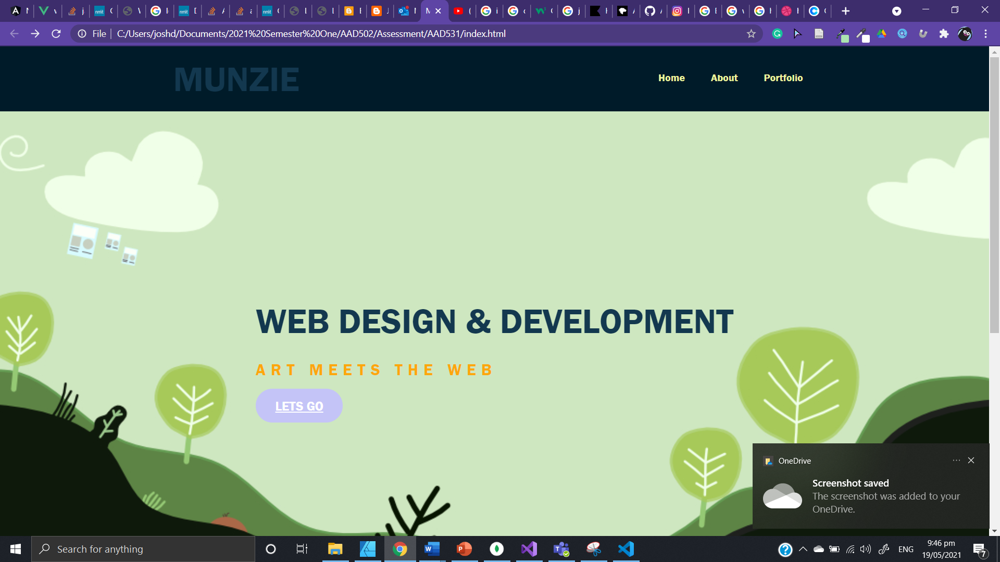 File
C:/Users/joshd/Documents/2021%20Semester%20One/AAD502/Assessment/AAD531/index.html
MUNZIE
Home About Portfolio
WEB DESIGN & DEVELOPMENT
ART MEETS THE WEB
LETS GO
OneDrive
Screenshot saved
The screenshot was added to your
OneDrive.
Search for anything
ENG
9:46 pm
19/05/2021
7